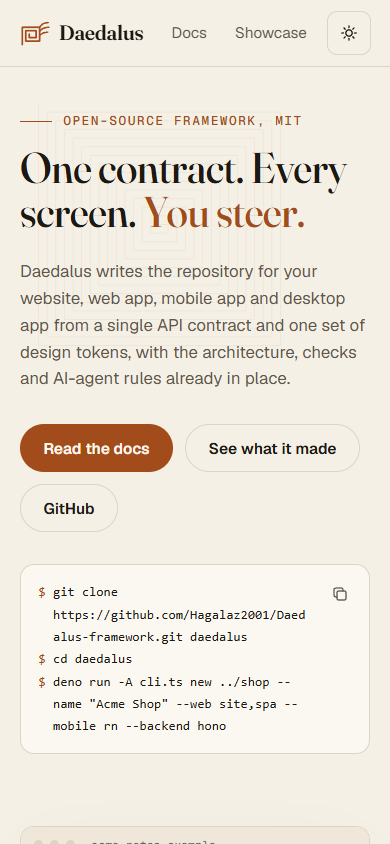 Daedalus Docs Showcase
OPEN-SOURCE FRAMEWORK, MIT
One contract. Every
screen. You steer.
Daedalus writes the repository for your
website, web app, mobile app and desktop
app from a single API contract and one set of
design tokens, with the architecture, checks
and AI-agent rules already in place.
Read the docs See what it made
GitHub
$ git clone
https://github.com/Hagalaz2001/Daed
alus-framework.git daedalus
$ cd daedalus
$ deno run -A cli.ts new ../shop --
name "Acme Shop" --web site,spa --
mobile rn --backend hono